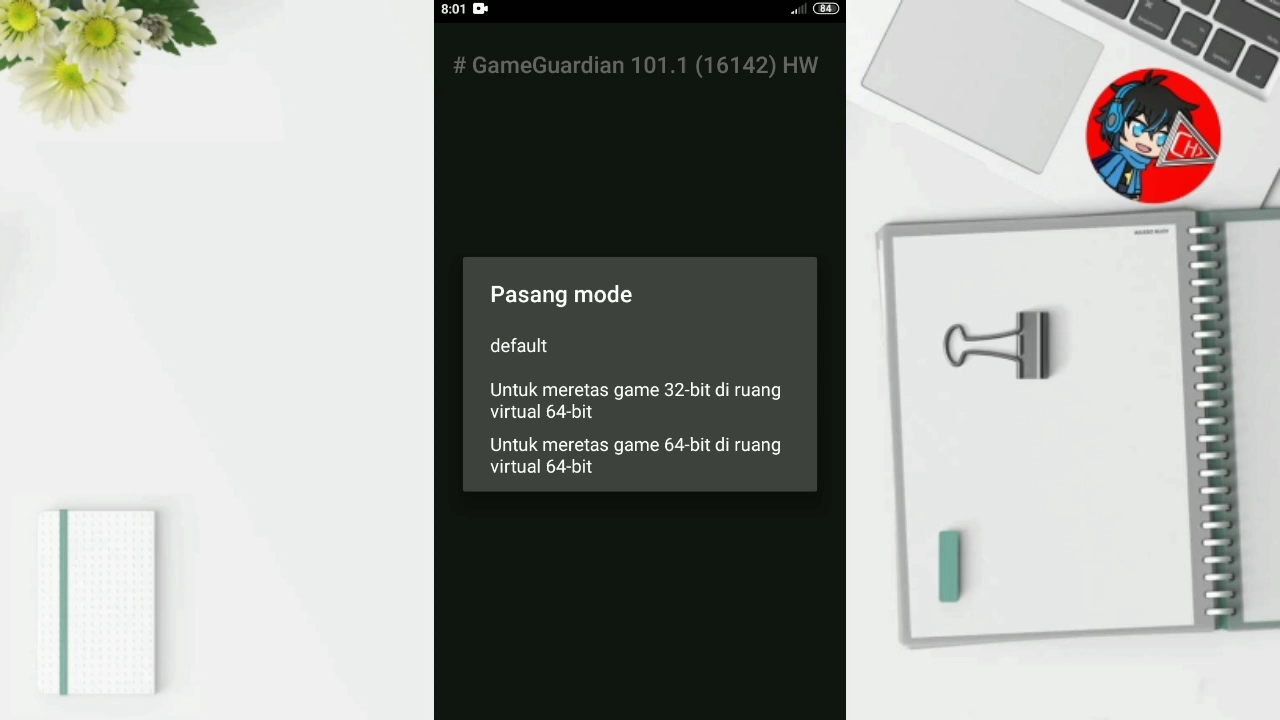 8:01
84
# GameGuardian 101.1 (16142) HW
Pasang mode
default
Untuk meretas game 32-bit di ruang
virtual 64-bit
Untuk meretas game 64-bit di ruang
virtual 64-bit